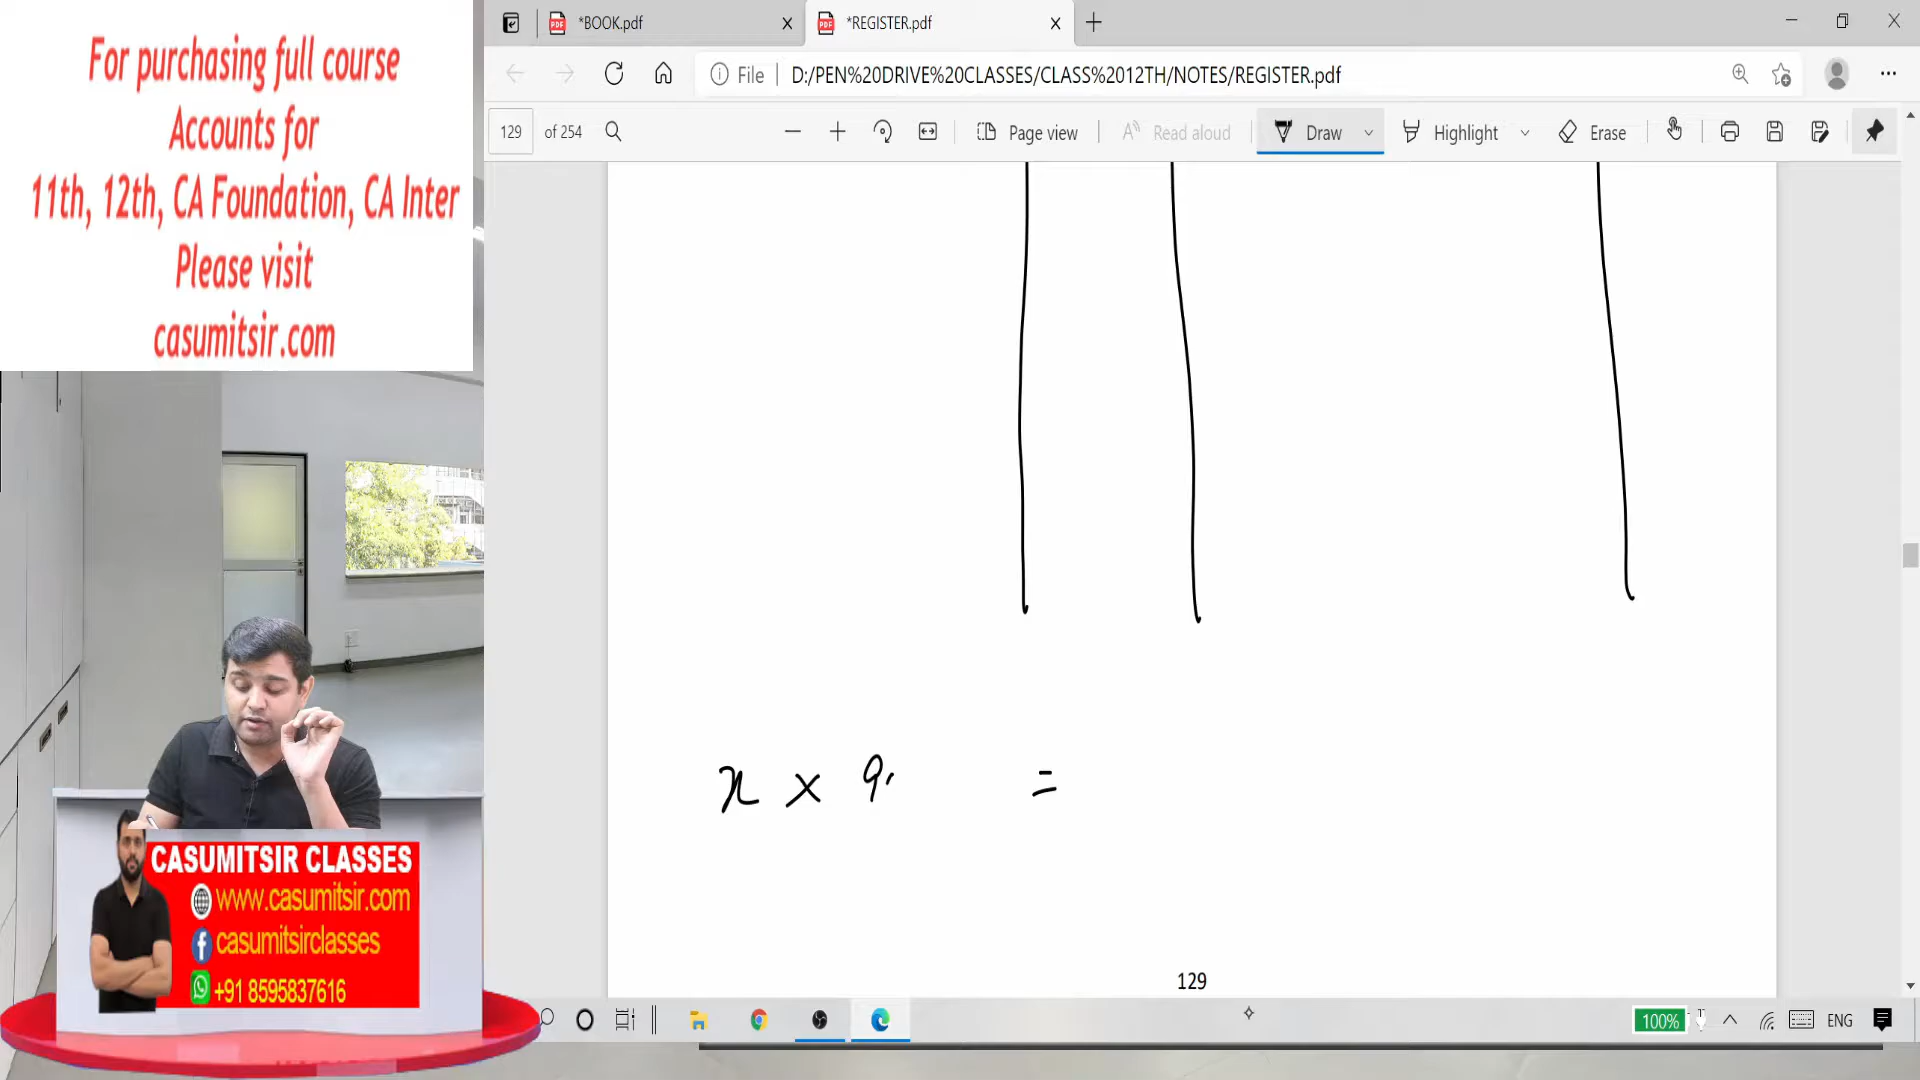 For purchasing full course
Accounts for
11th, 12th, CA Foundation, CA Inter
Please visit
casumitsir.com
*BOOK.pdf
*REGISTER.pdf
File
D:/PEN%20DRIVE%20CLASSES/CLASS%2012TH/NOTES/REGISTER.pdf
129 of 254
Page view
Read aloud
Draw
Highlight
Erase
x × 9 =
129
CASUMITSIR CLASSES
www.casumitsir.com
casumitsirclasses
+91 8595837616
100%
ENG